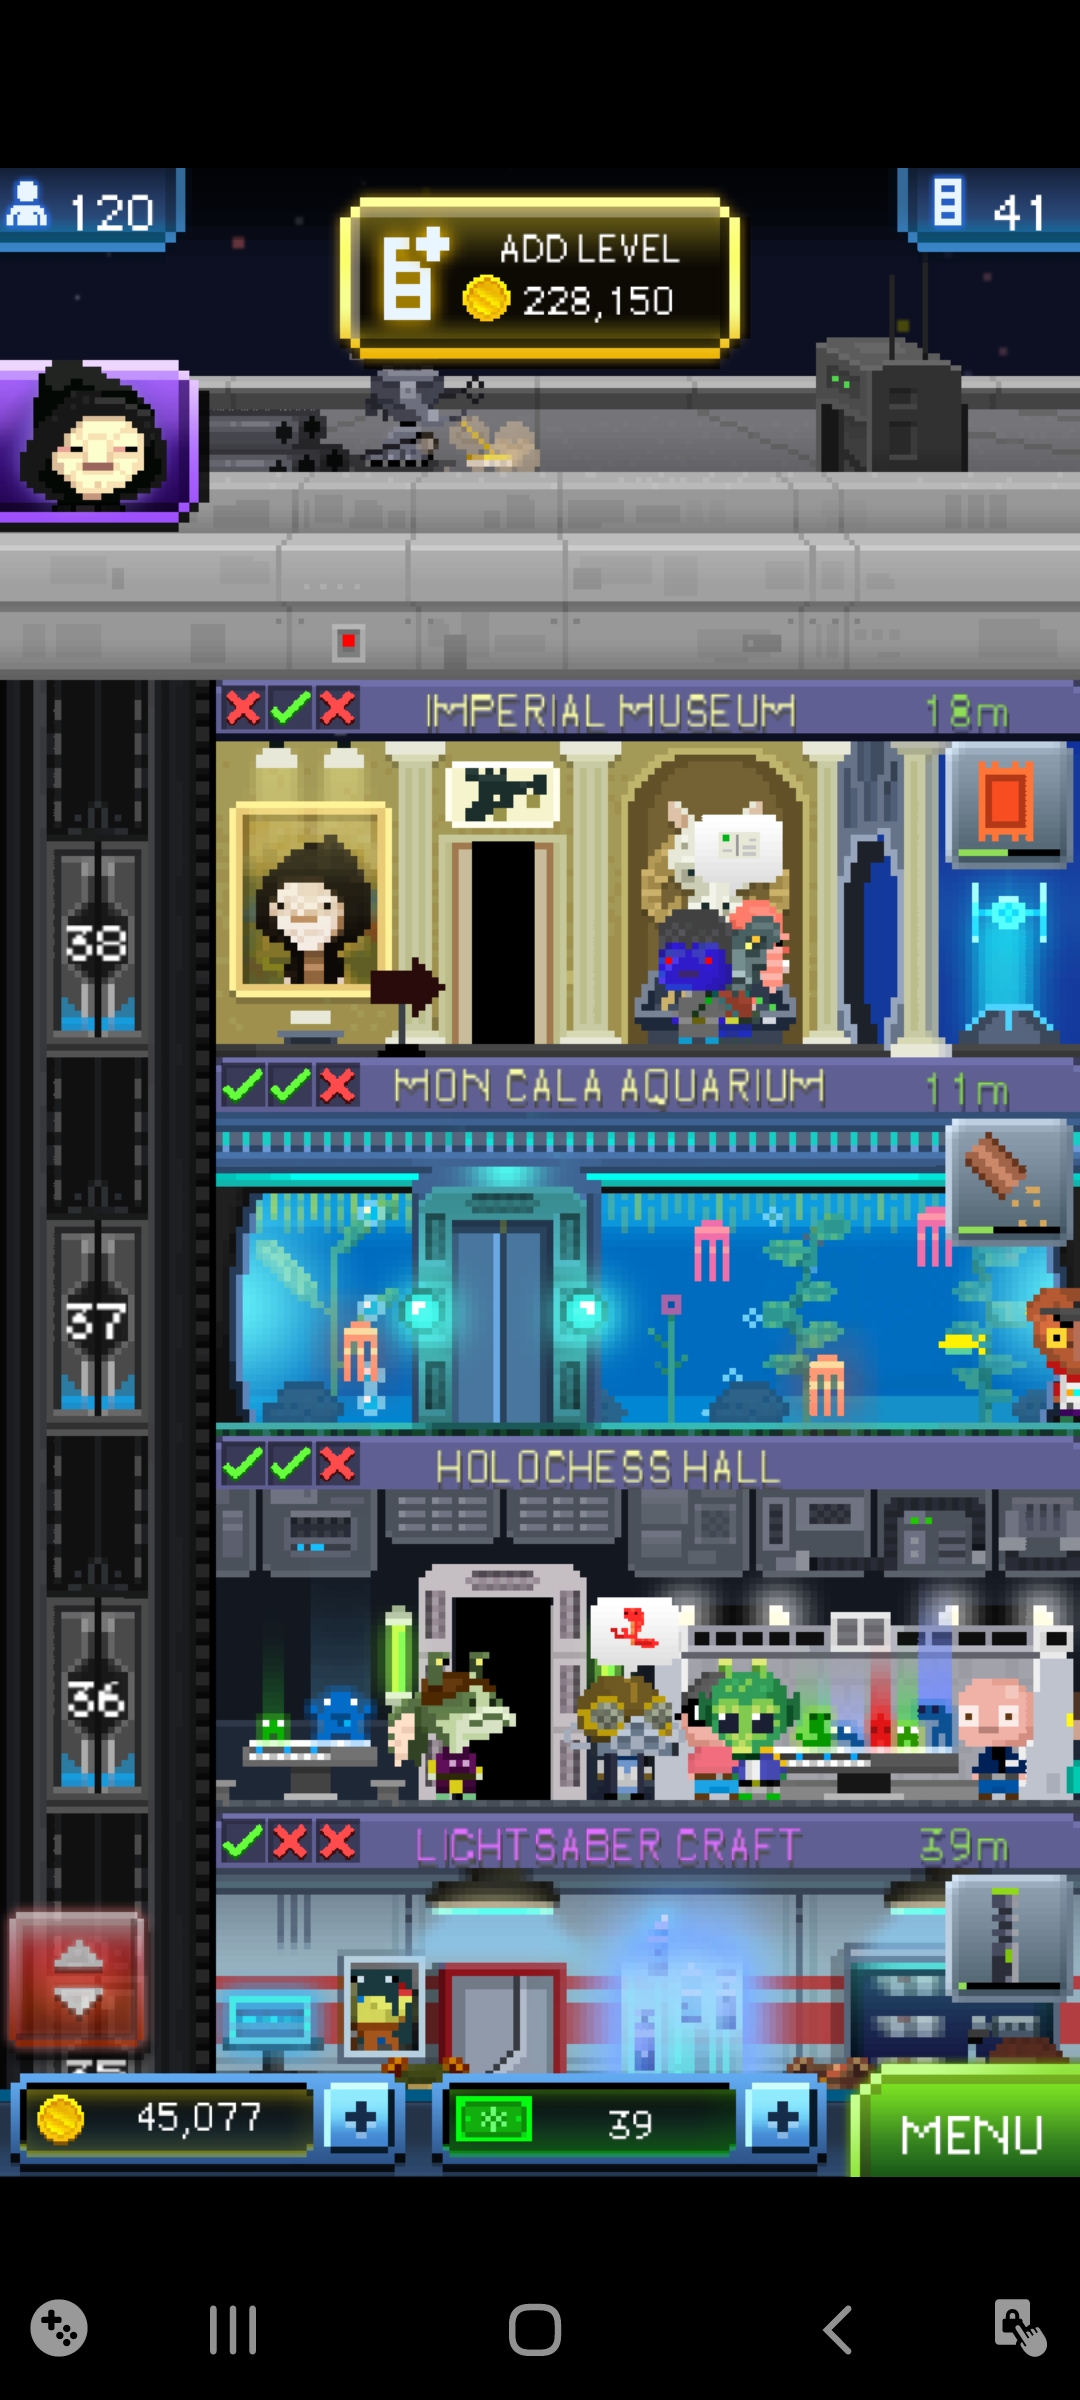 120
ADD LEVEL
228,150
41
IMPERIAL MUSEUM 18m
38
MON CALA AQUARIUM 11m
37
HOLOCHESS HALL
36
LIGHTSABER CRAFT 39m
35
45,077
39
MENU